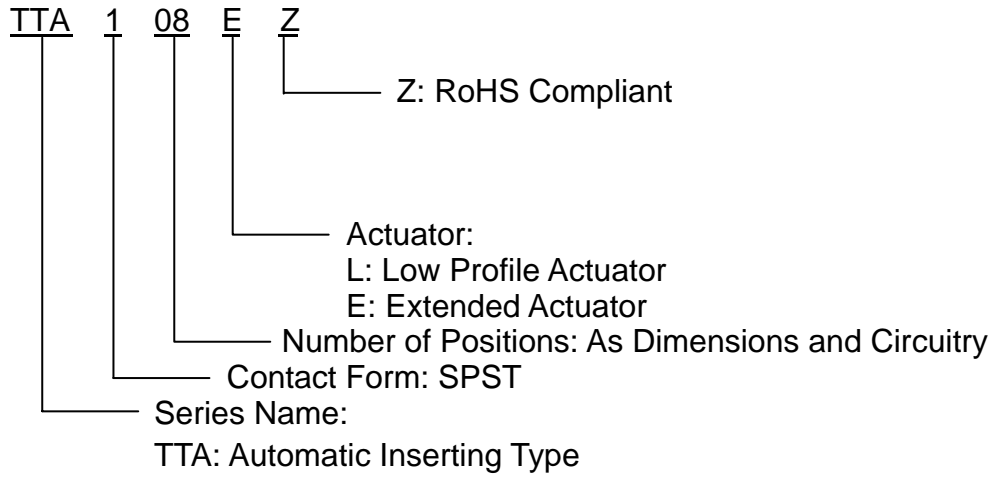 TTA 1 08 E Z
Z: RoHS Compliant
Actuator:
L: Low Profile Actuator
E: Extended Actuator
Number of Positions: As Dimensions and Circuitry
Contact Form: SPST
Series Name:
TTA: Automatic Inserting Type